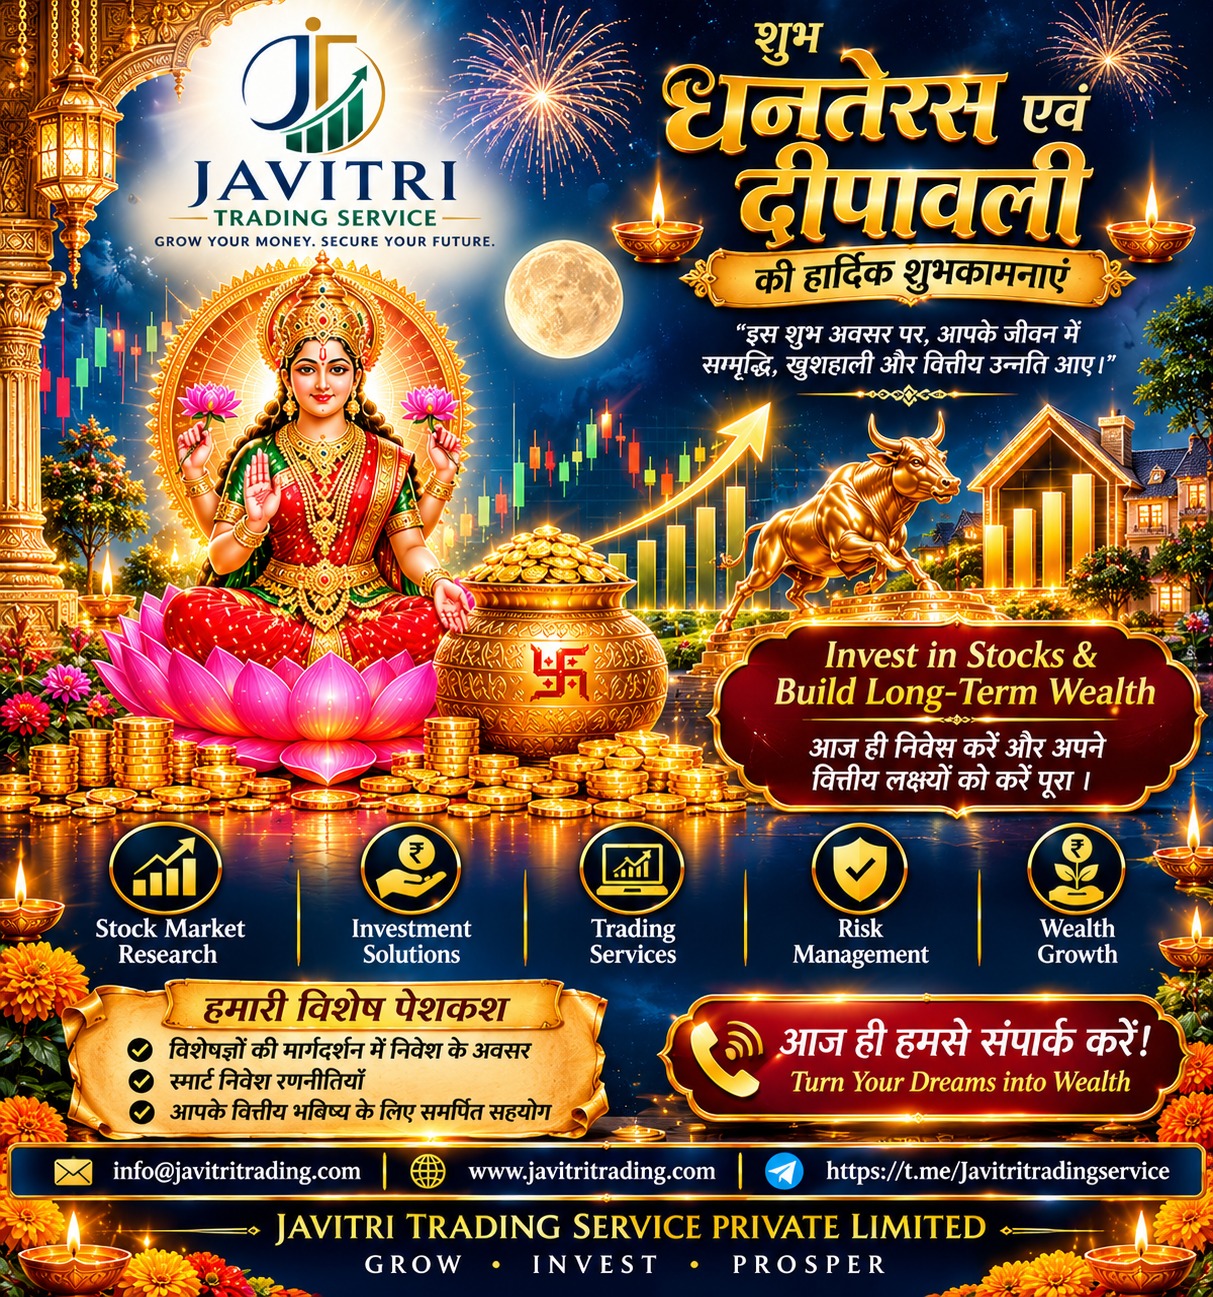 JAVITRI
TRADING SERVICE
GROW YOUR MONEY. SECURE YOUR FUTURE.
शुभ
धनतेरस एवं
दीपावली
की हार्दिक शुभकामनाएं
“इस शुभ अवसर पर, आपके जीवन में
सम्मृद्धि, खुशहाली और वित्तीय उन्नति आए।”
Invest in Stocks &
Build Long-Term Wealth
आज ही निवेस करें और अपने
वित्तीय लक्ष्यों को करें पूरा ।
Stock Market
Research
Investment
Solutions
Trading
Services
Risk
Management
Wealth
Growth
हमारी विशेष पेशकश
विशेषज्ञों की मार्गदर्शन में निवेश के अवसर
स्मार्ट निवेश रणनीतियाँ
आपके वित्तीय भबिष्य के लिए समर्पित सहयोग
आज ही हमसे संपार्क करें!
Turn Your Dreams into Wealth
info@javitritrading.com
www.javitritrading.com
https://t.me/Javitritradingservice
JAVITRI TRADING SERVICE PRIVATE LIMITED
GROW • INVEST • PROSPER